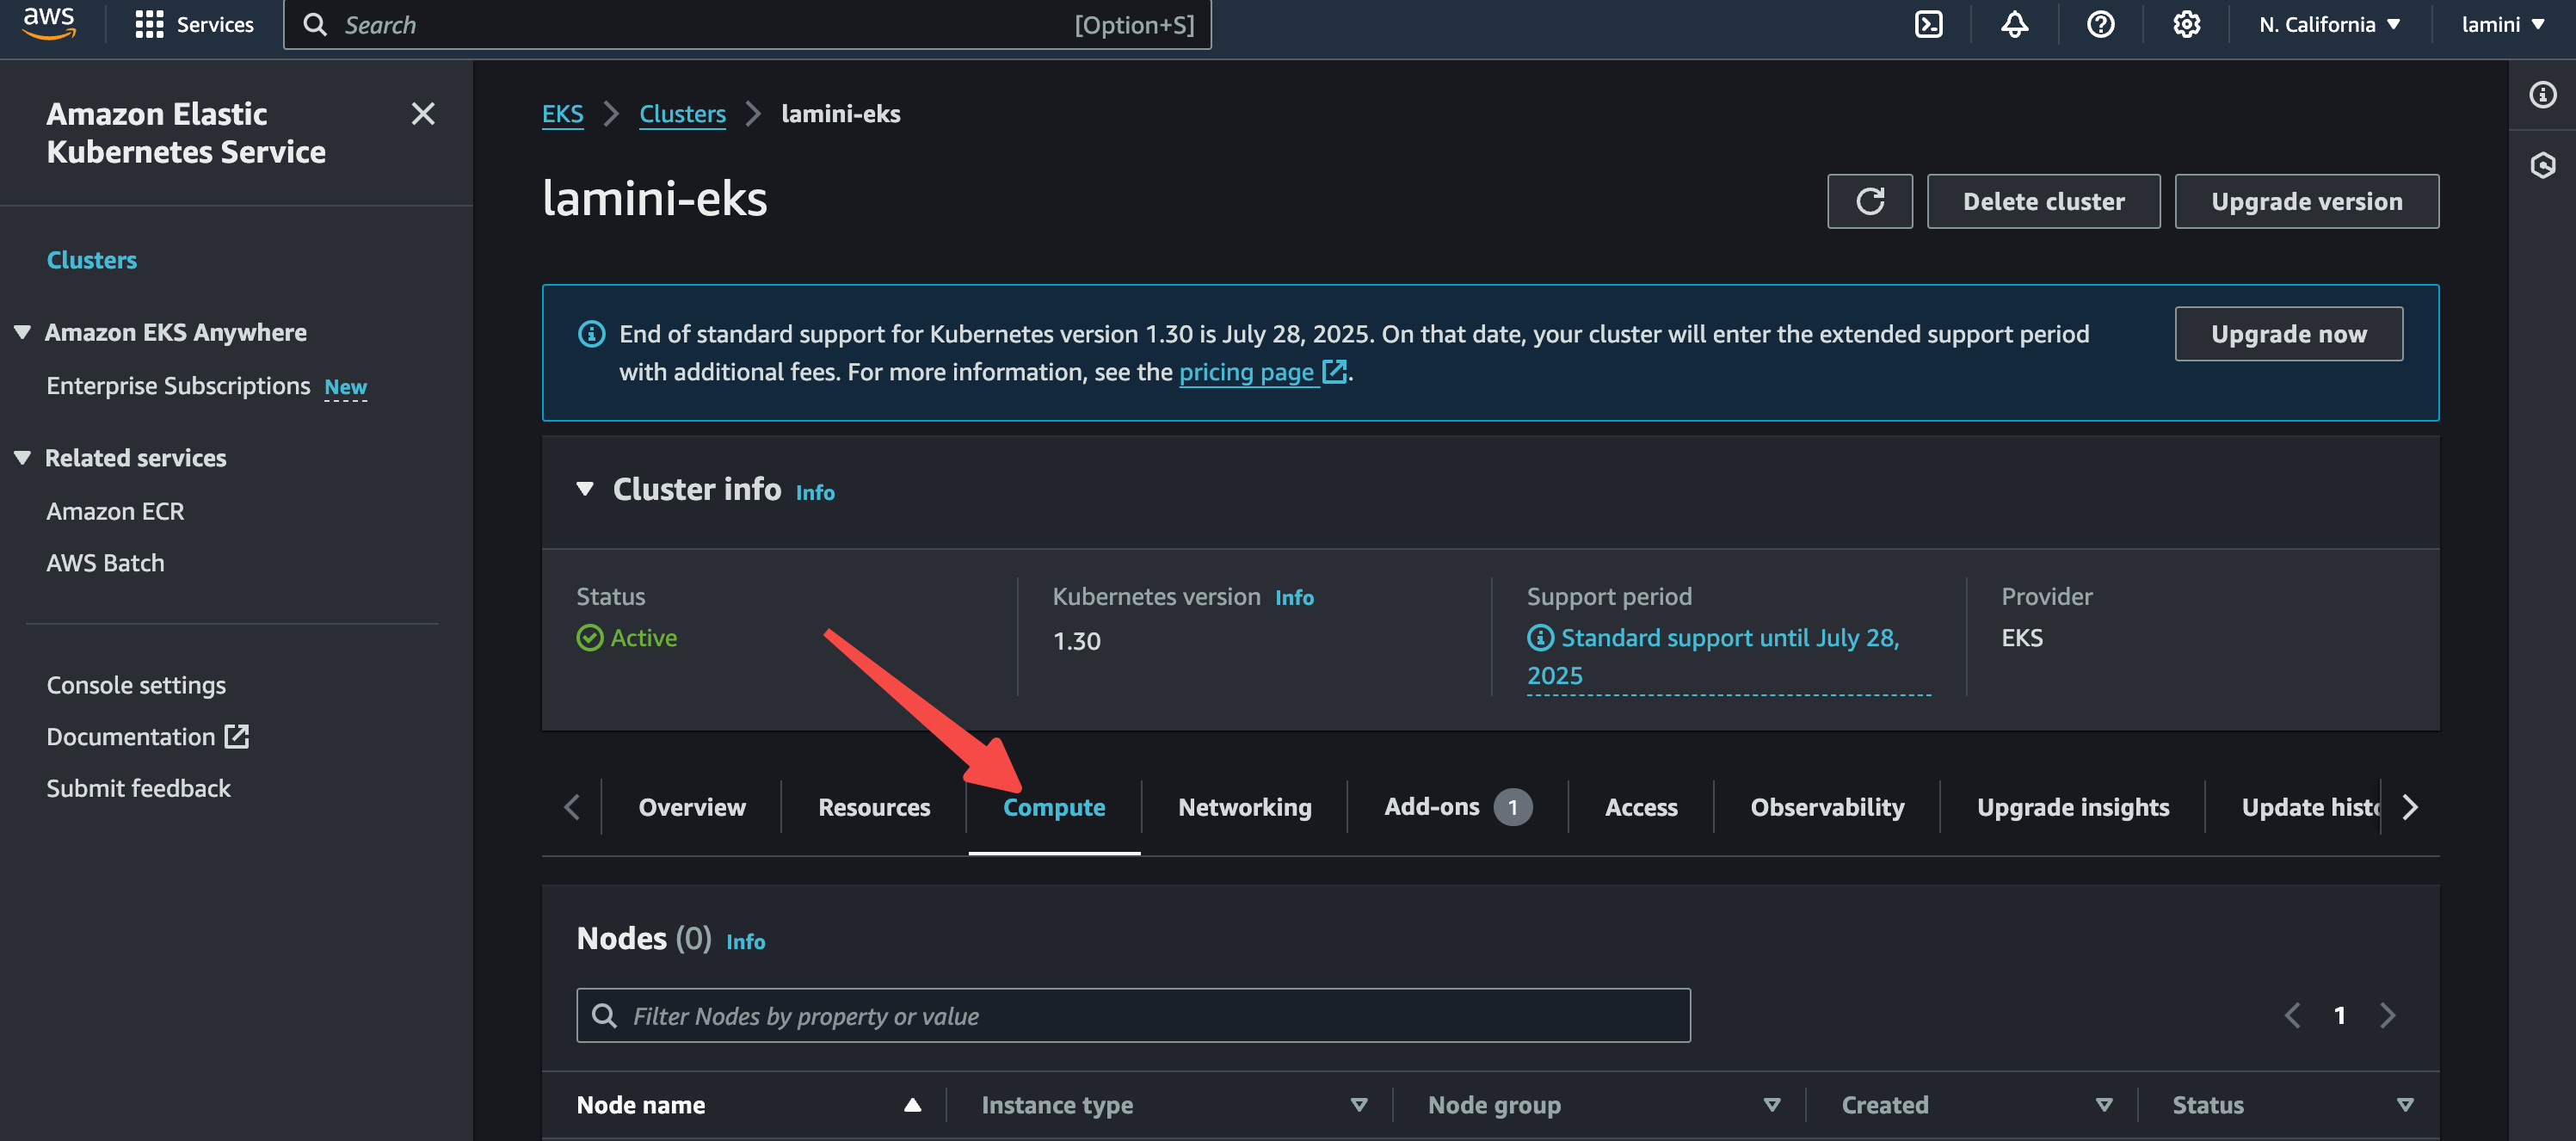 aws
Services
Search
[Option+S]
N. California
lamini
Amazon Elastic
Kubernetes Service
Clusters
Amazon EKS Anywhere
Enterprise Subscriptions New
Related services
Amazon ECR
AWS Batch
Console settings
Documentation
Submit feedback
EKS
Clusters
lamini-eks
lamini-eks
Delete cluster
Upgrade version
End of standard support for Kubernetes version 1.30 is July 28, 2025. On that date, your cluster will enter the extended support period
with additional fees. For more information, see the pricing page.
Upgrade now
Cluster info Info
Status
Active
Kubernetes version Info
1.30
Support period
Standard support until July 28,
2025
Provider
EKS
Overview
Resources
Compute
Networking
Add-ons 1
Access
Observability
Upgrade insights
Update histo
Nodes (0) Info
Filter Nodes by property or value
1
Node name
Instance type
Node group
Created
Status